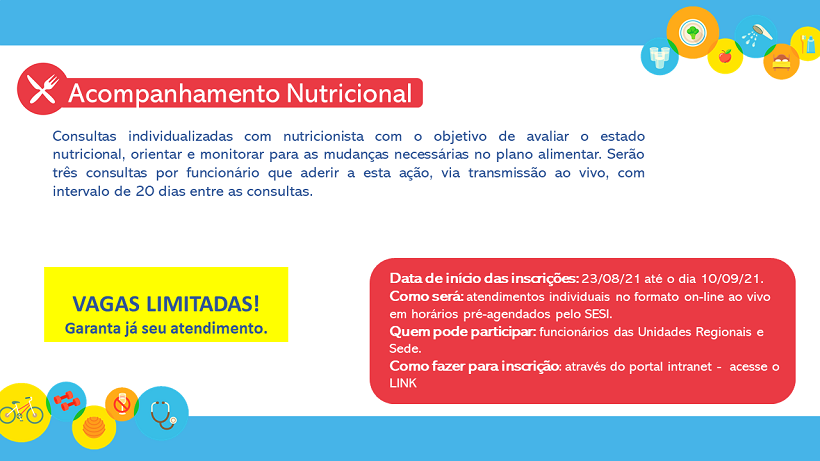 Acompanhamento Nutricional
Consultas individualizadas com nutricionista com o objetivo de avaliar o estado
nutricional, orientar e monitorar para as mudanças necessárias no plano alimentar. Serão
três consultas por funcionário que aderir a esta ação, via transmissão ao vivo, com
intervalo de 20 dias entre as consultas.
VAGAS LIMITADAS!
Garanta já seu atendimento.
Data de início das inscrições: 23/08/21 até o dia 10/09/21.
Como será: atendimentos individuais no formato on-line ao vivo
em horários pré-agendados pelo SESI.
Quem pode participar: funcionários das Unidades Regionais e
Sede.
Como fazer para inscrição: através do portal intranet - acesse o
LINK